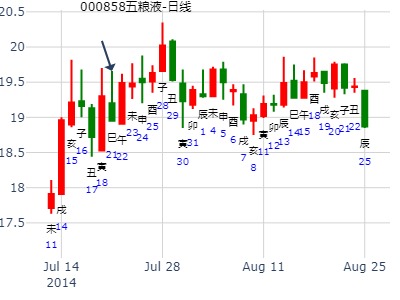 000858五粮液-日线
20.5
20
19.5
19
18.5
18
17.5
未
11
戌
14
亥
15
子
16
丑
17
寅
18
巳
21
午
22
未
23
申
24
酉
25
子
28
丑
29
寅
30
卯
31
辰
1
未
4
申
5
酉
6
戌
7
亥
8
寅
11
卯
12
辰
13
巳
14
午
15
酉
18
戌
19
亥
20
子
21
丑
22
辰
25
Jul 14 Jul 28 Aug 11 Aug 25
2014